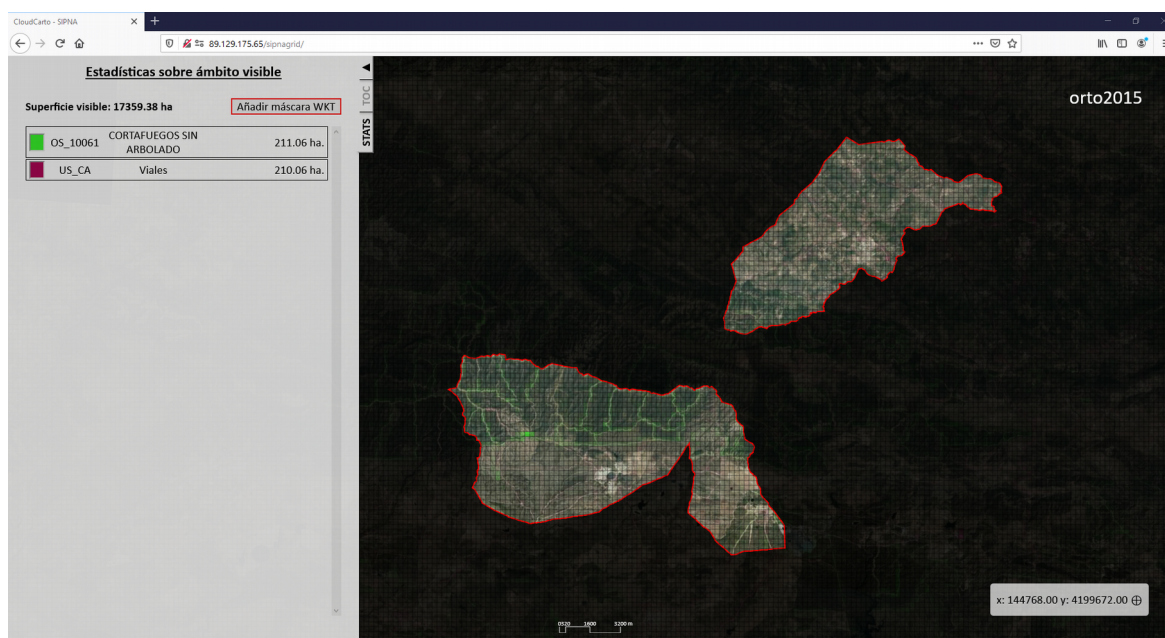 CloudCarto - SIPNA
89.129.175.65/sipnagrid/
Estadísticas sobre ámbito visible
Superficie visible: 17359.38 ha
Añadir máscara WKT
OS_10061 CORTAFUEGOS SIN ARBOLADO 211.06 ha.
US_CA Viales 210.06 ha.
TOC
STATS
orto2015
x: 144768.00 y: 4199672.00
1600 3200 m